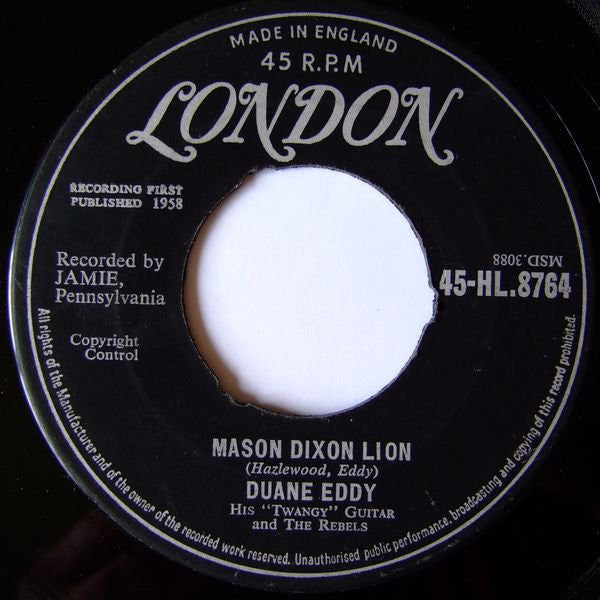 MADE IN ENGLAND
45 R.P.M
LONDON
RECORDING FIRST
PUBLISHED 1958
Recorded by
JAMIE,
Pennsylvania
MSD.3088
45-HL.8764
Copyright
Control
MASON DIXON LION
(Hazlewood, Eddy)
DUANE EDDY
HIS "TWANGY" GUITAR
and THE REBELS
All rights of the Manufacturer and of the owner of the recorded work reserved. Unauthorised public performance, broadcasting and copying of this record prohibited.